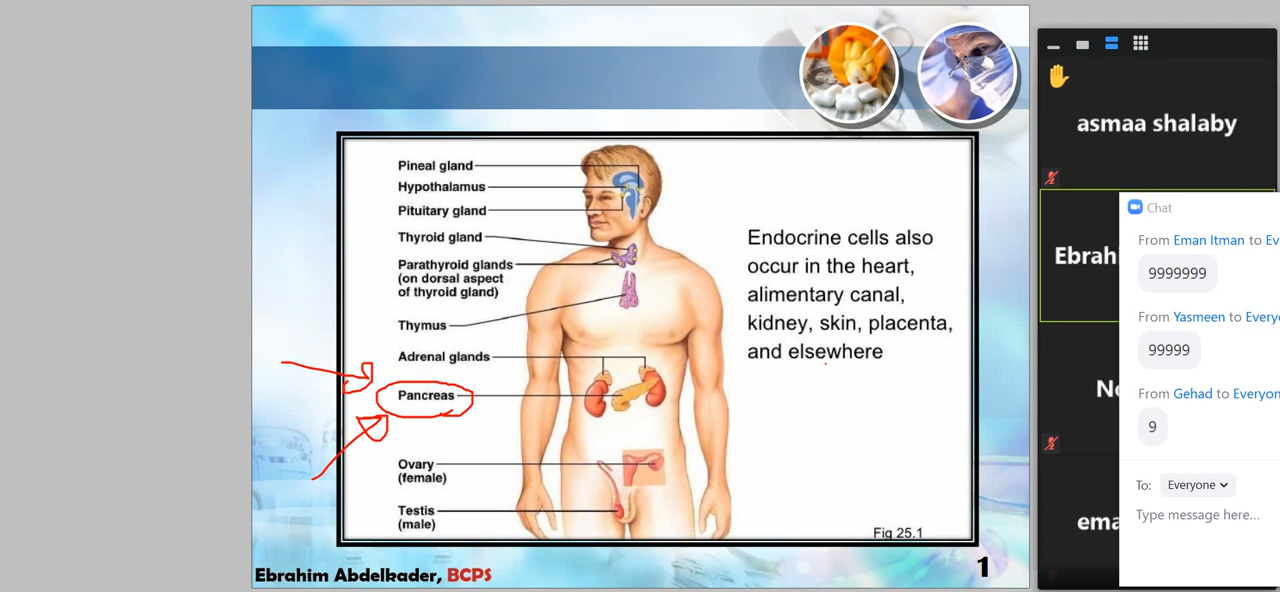 Pineal gland
Hypothalamus
Pituitary gland
Thyroid gland
Parathyroid glands
(on dorsal aspect
of thyroid gland)
Thymus
Adrenal glands
Pancreas
Ovary
(female)
Testis
(male)
Endocrine cells also
occur in the heart,
alimentary canal,
kidney, skin, placenta,
and elsewhere
Fig 25.1
Ebrahim Abdelkader, BCPS
1
asmaa shalaby
Ebrah
Chat
From Eman Itman to Ev
9999999
From Yasmeen to Every
99999
From Gehad to Everyon
9
To: Everyone
Type message here...
ema